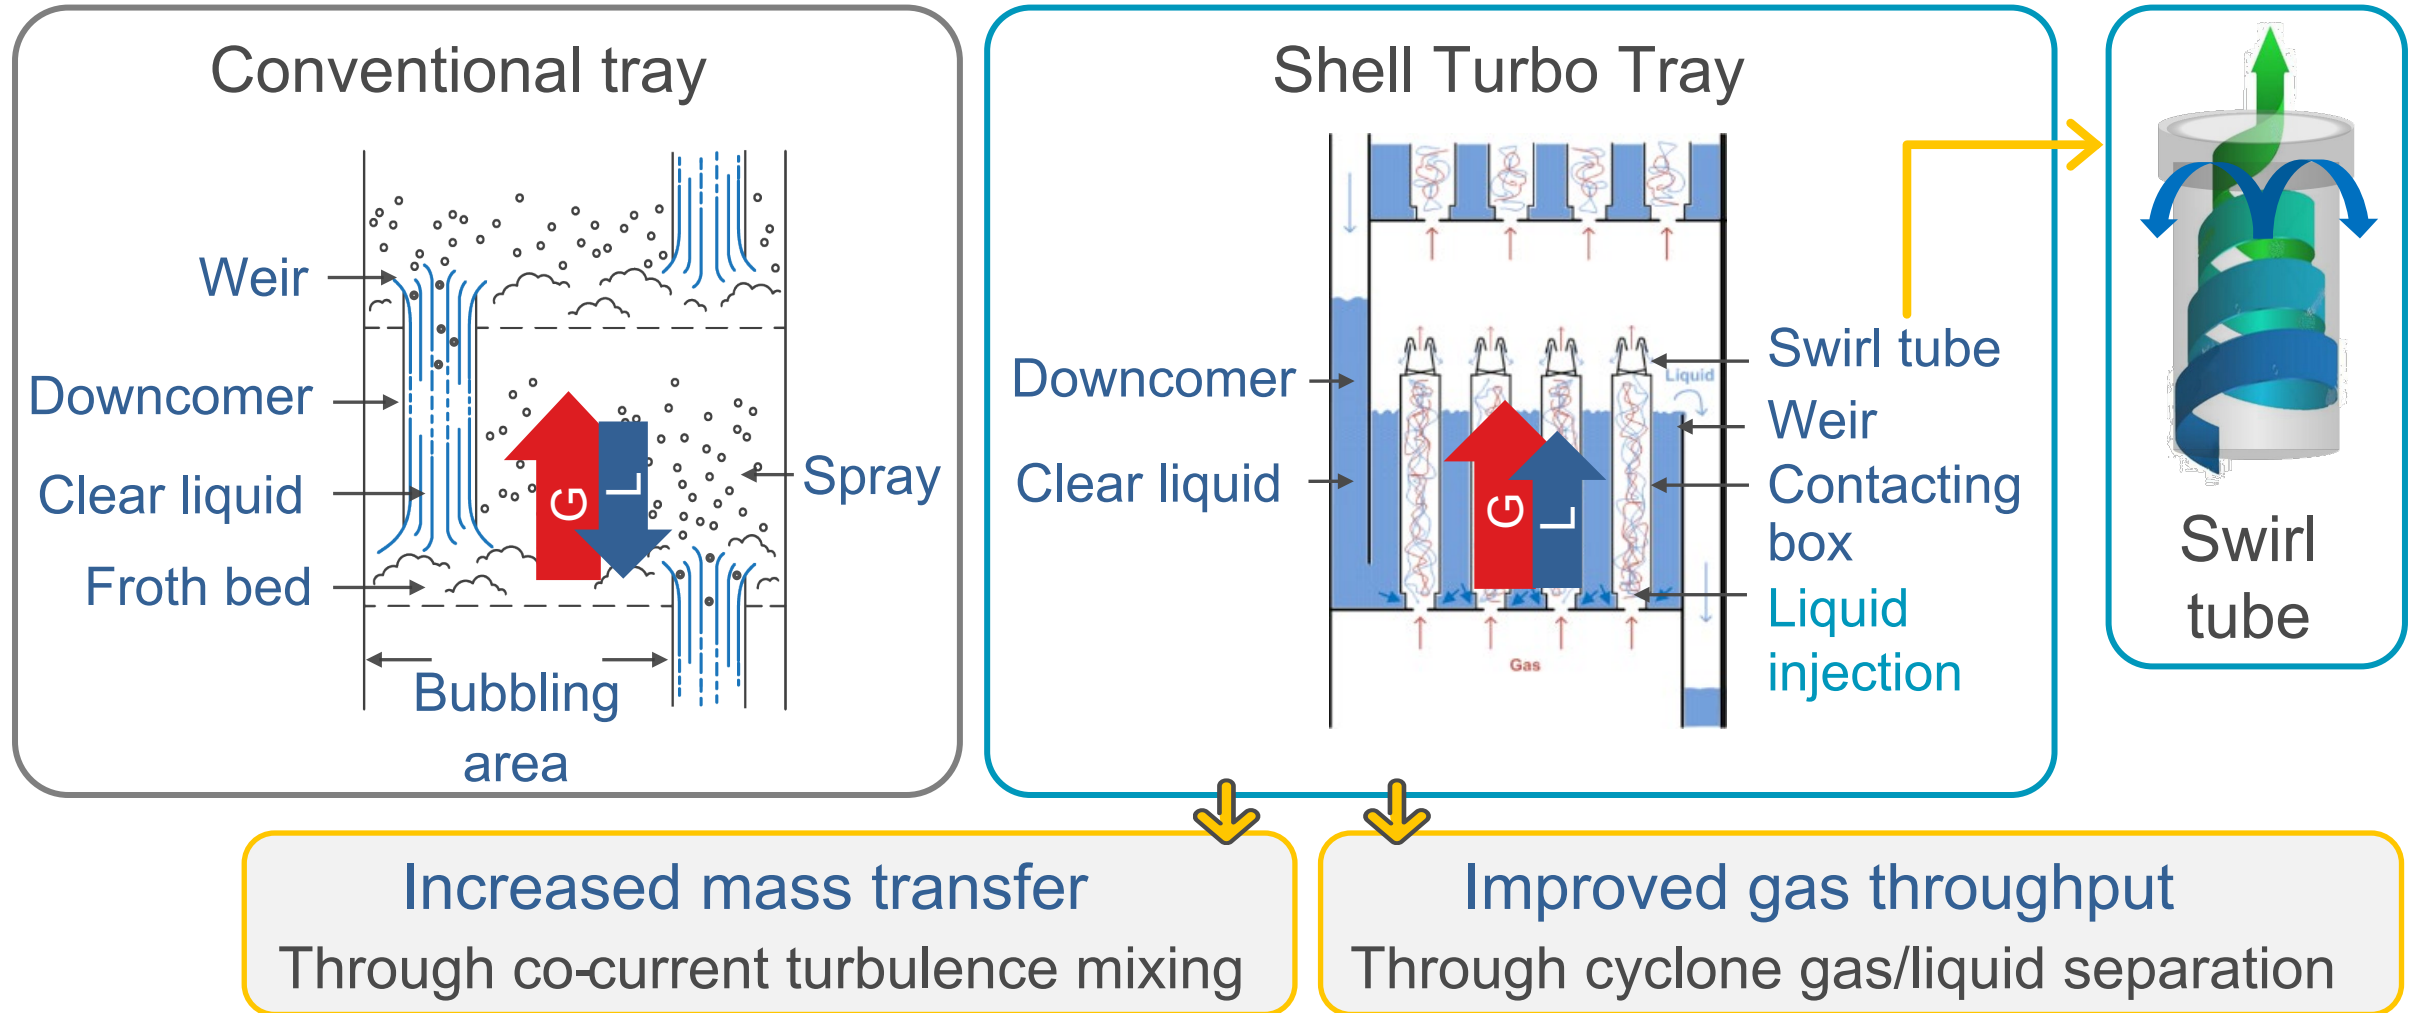 Conventional tray
Weir
Downcomer
Clear liquid
Froth bed
Bubbling
area
Spray
G
L
Shell Turbo Tray
Downcomer
Clear liquid
G
L
Gas
Liquid
Swirl tube
Weir
Contacting
box
Liquid
injection
Swirl
tube
Increased mass transfer
Through co-current turbulence mixing
Improved gas throughput
Through cyclone gas/liquid separation